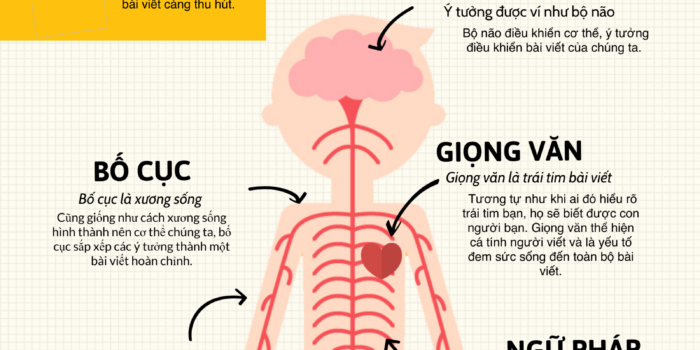 bài viết càng thu hút.
Ý tưởng được ví như bộ não
Bộ não điều khiển cơ thể, ý tưởng
điều khiển bài viết của chúng ta.
BỐ CỤC
Bố cục là xương sống
Cũng giống như cách xương sống
hình thành nên cơ thể chúng ta, bố
cục sắp xếp các ý tưởng thành một
bài viết hoàn chỉnh.
GIỌNG VĂN
Giọng văn là trái tim bài viết
Tương tự như khi ai đó hiểu rõ
trái tim bạn, họ sẽ biết được con
người bạn. Giọng văn thể hiện
cá tính người viết và là yếu tố
đem sức sống đến toàn bộ bài
viết.
NGỮ PHÁP